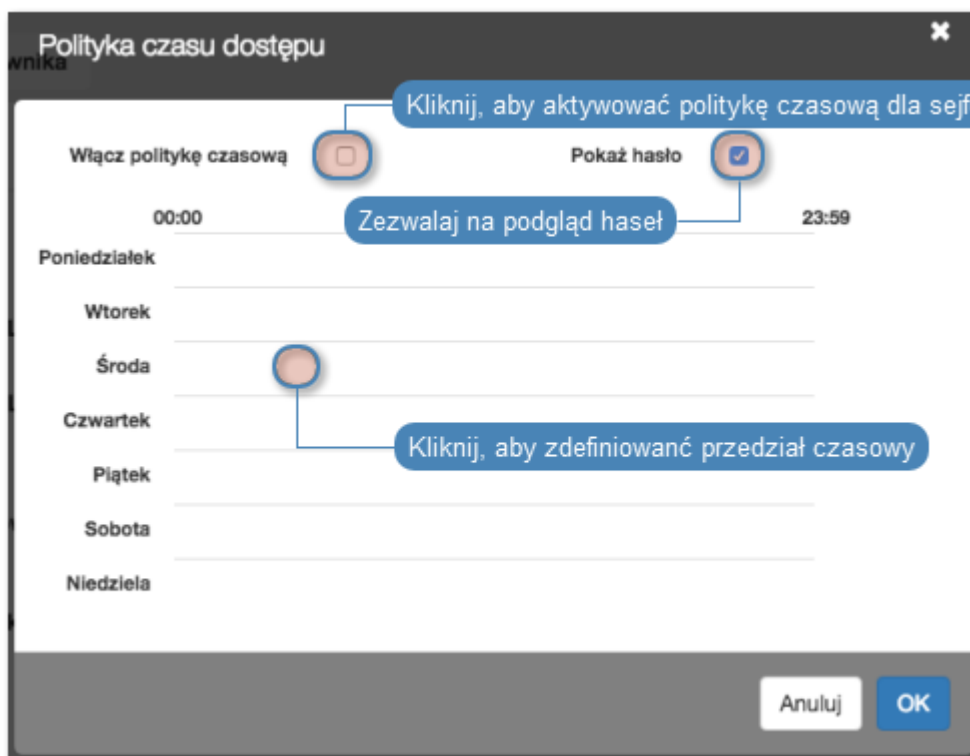 Polityka czasu dostępu
wnika
Kliknij, aby aktywować politykę czasową dla sejf
Włącz politykę czasową
Pokaż hasło
Zezwalaj na podgląd haseł
00:00
23:59
Poniedziałek
Wtorek
Środa
Czwartek
Kliknij, aby zdefiniowanć przedział czasowy
Piątek
Sobota
Niedziela
Anuluj
OK